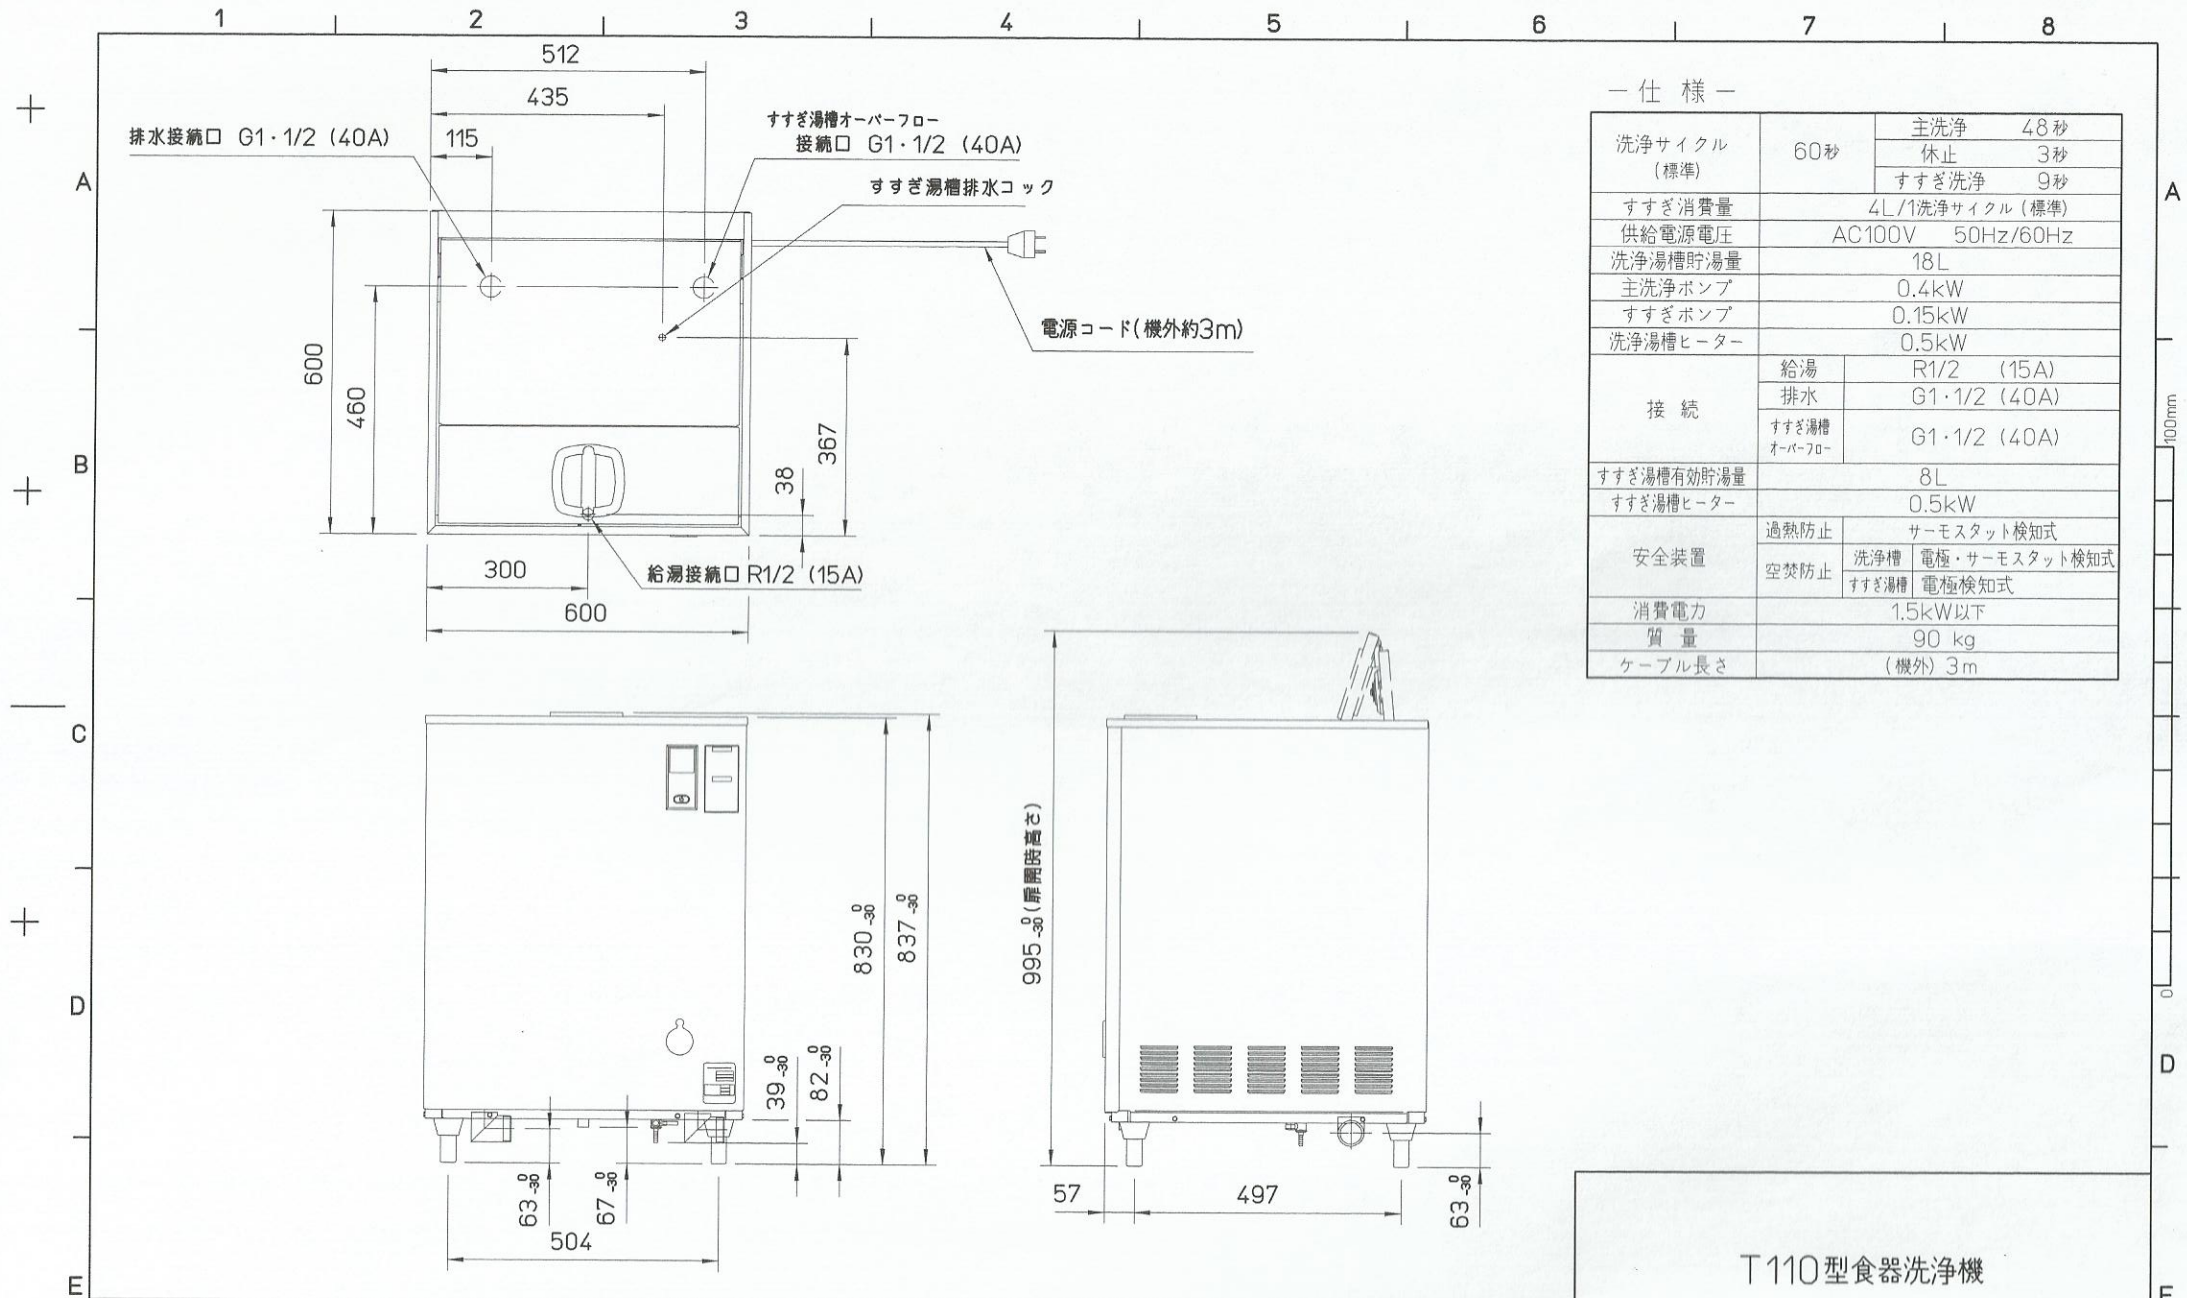 1 2 3 4 5 6 7 8
A
B
C
D
E
A
D
E
512
435
115
排水接続口 G1・1/2 (40A)
すすぎ湯槽オーバーフロー
接続口 G1・1/2 (40A)
すすぎ湯槽排水コック
電源コード(機外約3m)
600
460
367
38
300
給湯接続口 R1/2 (15A)
600
830 0 -30
837 0 -30
39 0 -30
82 0 -30
63 0 -30
67 0 -30
504
995 0 -30 (扉開時高さ)
57
497
63 0 -30
100mm
0
ー仕 様ー
洗浄サイクル
(標準)
60秒
主洗浄 48秒
休止 3秒
すすぎ洗浄 9秒
すすぎ消費量 4L/1洗浄サイクル(標準)
供給電源電圧 AC100V 50Hz/60Hz
洗浄湯槽貯湯量 18L
主洗浄ポンプ 0.4kW
すすぎポンプ 0.15kW
洗浄湯槽ヒーター 0.5kW
接続
給湯 R1/2 (15A)
排水 G1・1/2 (40A)
すすぎ湯槽
オーバーフロー
G1・1/2 (40A)
すすぎ湯槽有効貯湯量 8L
すすぎ湯槽ヒーター 0.5kW
安全装置
過熱防止 サーモスタット検知式
空焚防止
洗浄槽 電極・サーモスタット検知式
すすぎ湯槽 電極検知式
消費電力 1.5kW以下
質量 90 kg
ケーブル長さ (機外) 3m
T110型食器洗浄機